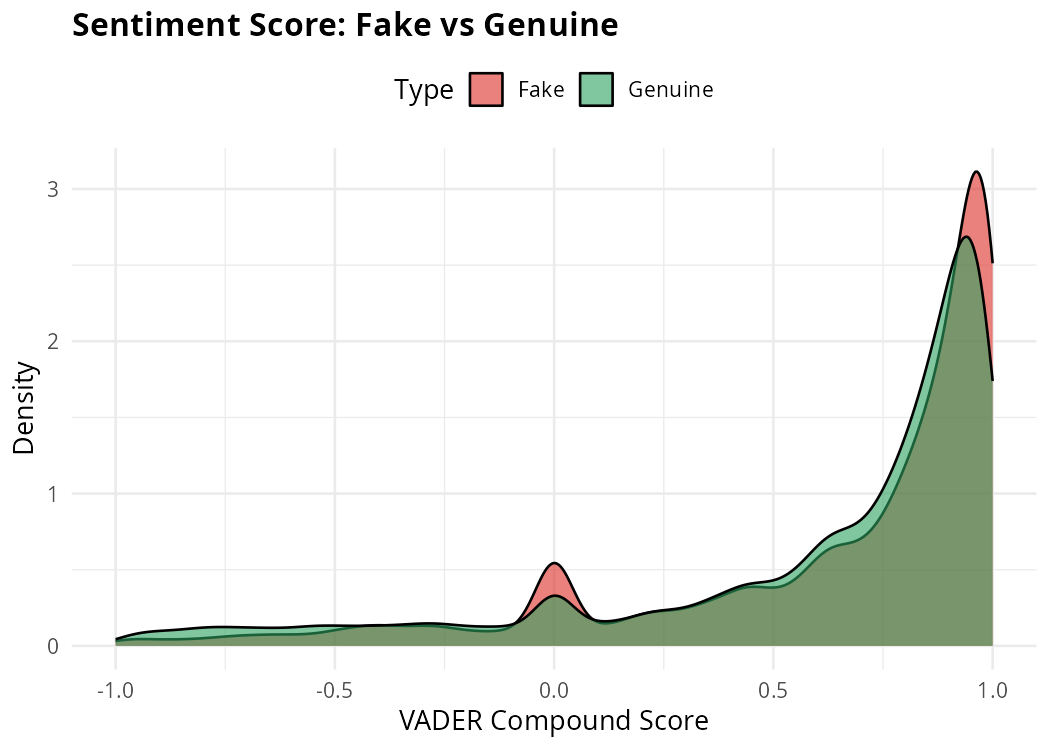 Sentiment Score: Fake vs Genuine
Type Fake Genuine
3
2
1
0
Density
-1.0 -0.5 0.0 0.5 1.0
VADER Compound Score